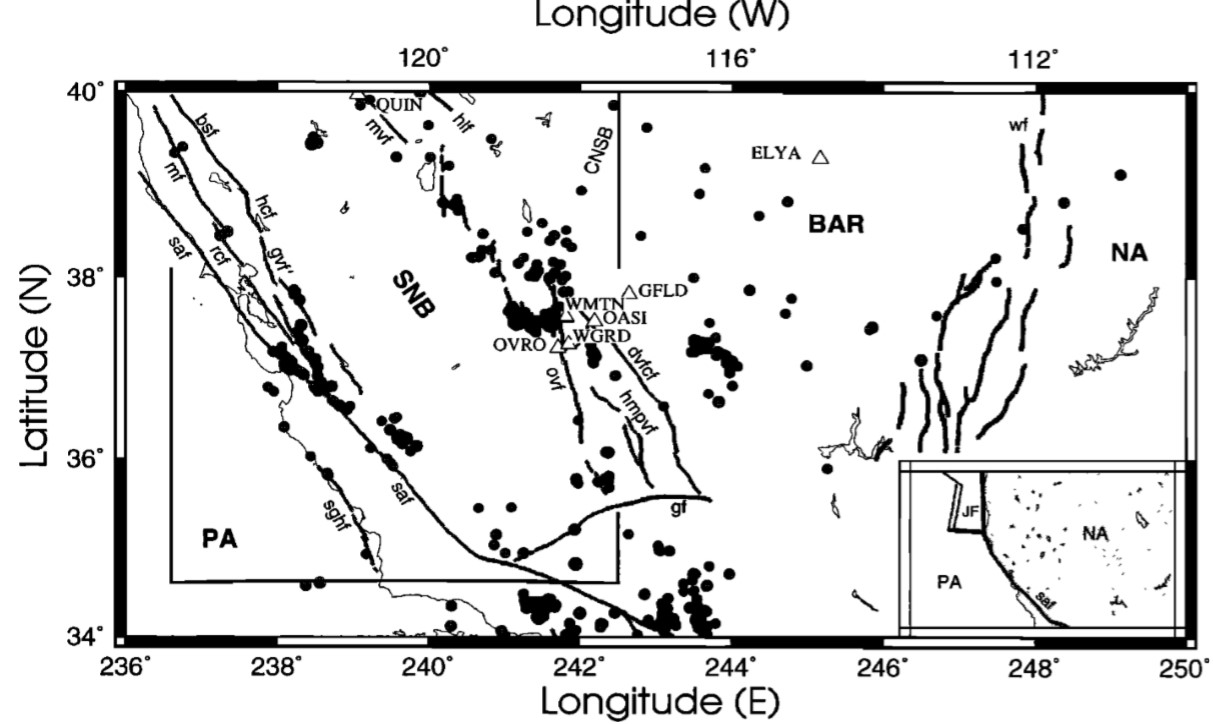 Longitude (W)
120° 116° 112°
40°
QUIN
bsf
mvf
hlf
CNSB
ELYA
wf
mf
hcf
BAR
NA
saf
rcf
gvf
38°
SNB
GFLD
WMTN
OASI
WGRD
OVRO
dvfcf
ovf
hmpvf
Latitude (N)
36°
saf
sghf
gf
PA
JF
NA
PA
saf
34°
236° 238° 240° 242° 244° 246° 248° 250°
Longitude (E)